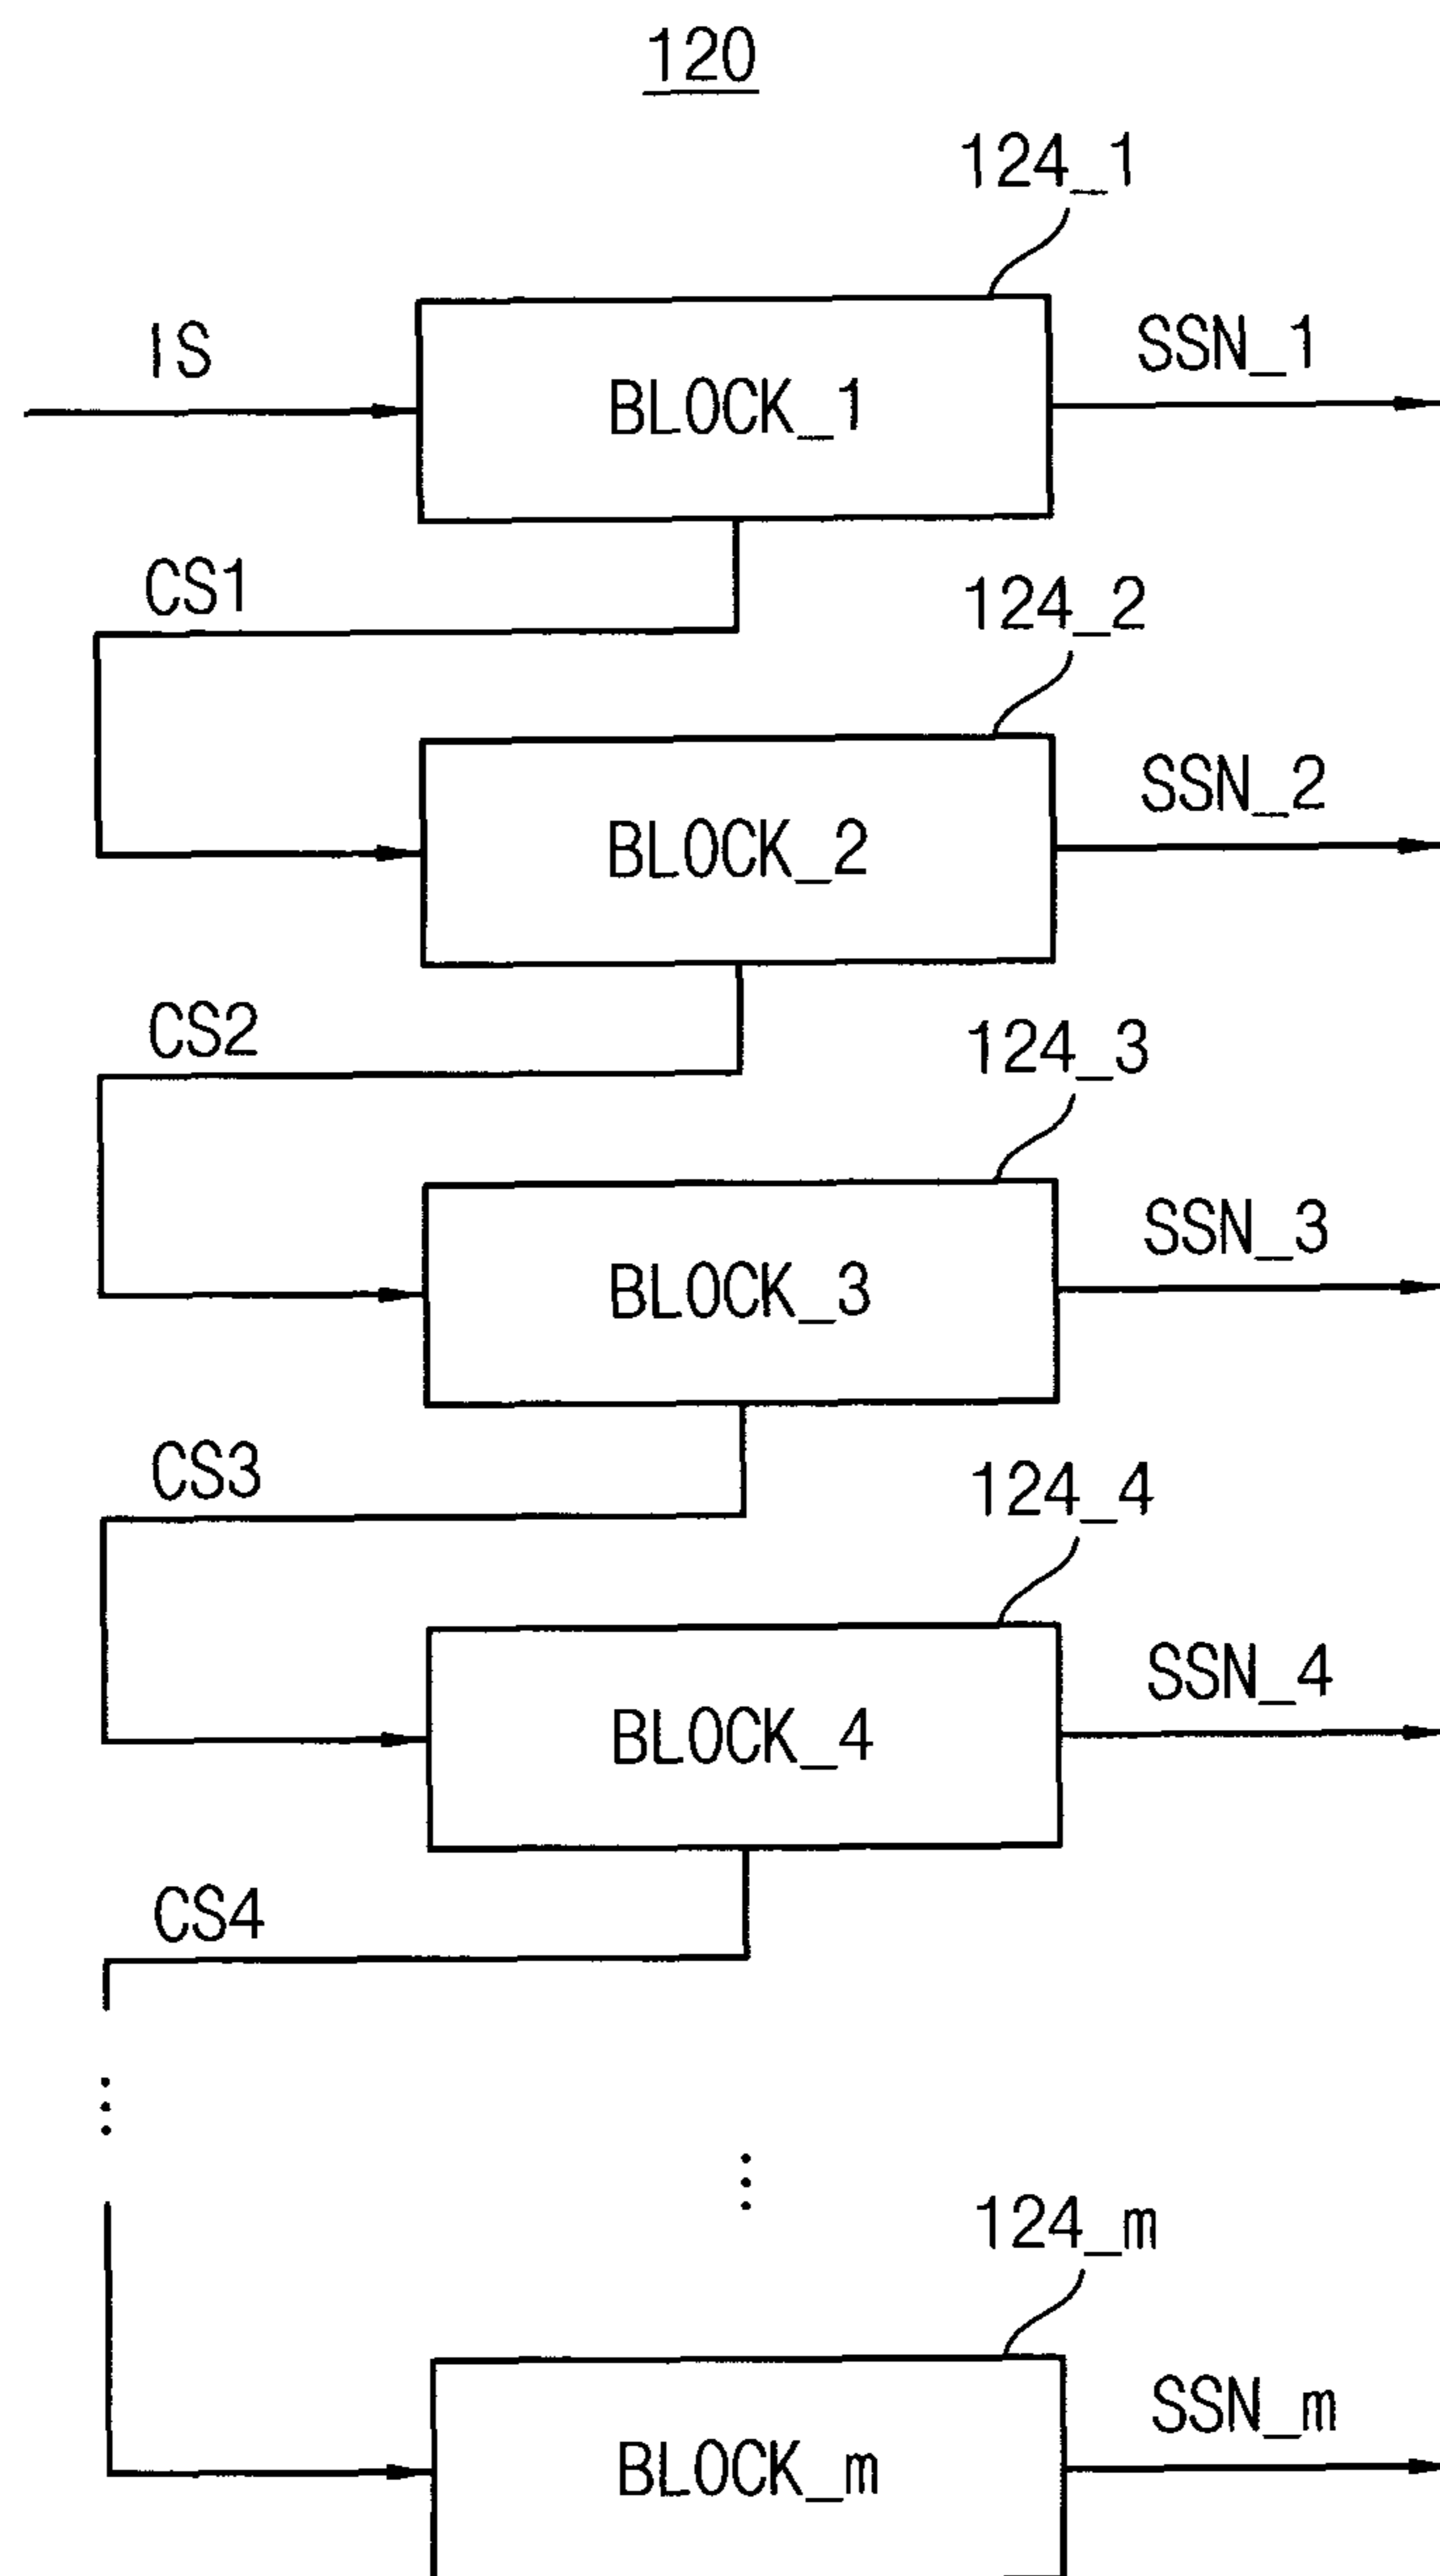 120
124_1
IS
BLOCK_1
SSN_1
CS1
124_2
BLOCK_2
SSN_2
CS2
124_3
BLOCK_3
SSN_3
CS3
124_4
BLOCK_4
SSN_4
CS4
124_m
BLOCK_m
SSN_m